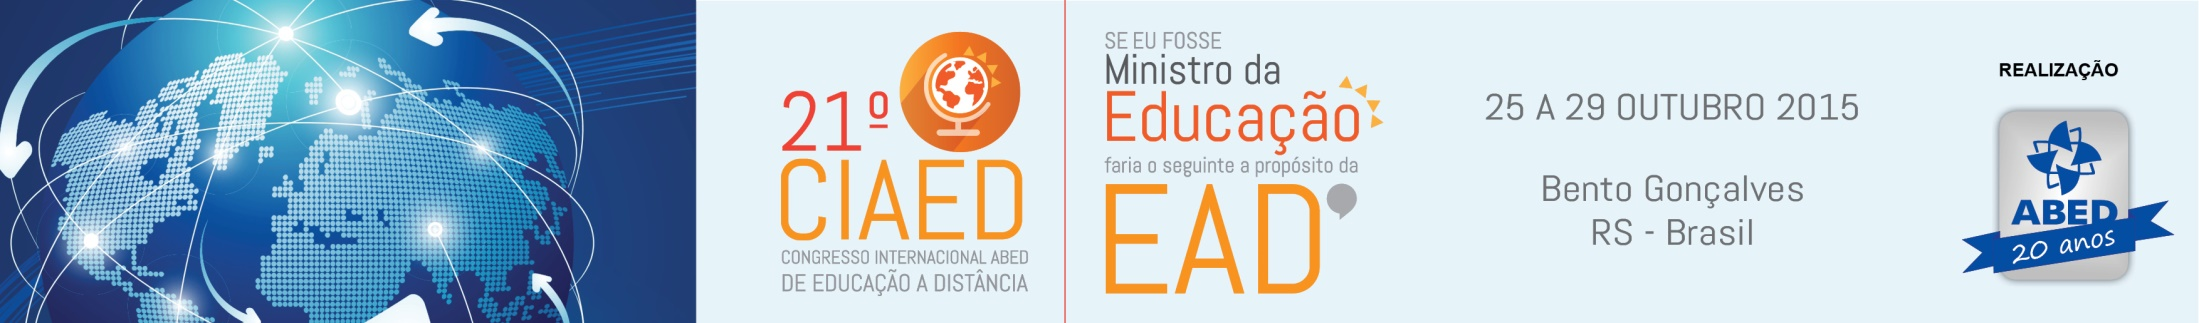 21º
CIAED
CONGRESSO INTERNACIONAL ABED
DE EDUCAÇÃO A DISTÂNCIA
SE EU FOSSE
Ministro da
Educação
faria o seguinte a propósito da
EAD
25 A 29 OUTUBRO 2015
Bento Gonçalves
RS - Brasil
REALIZAÇÃO
ABED
20 anos